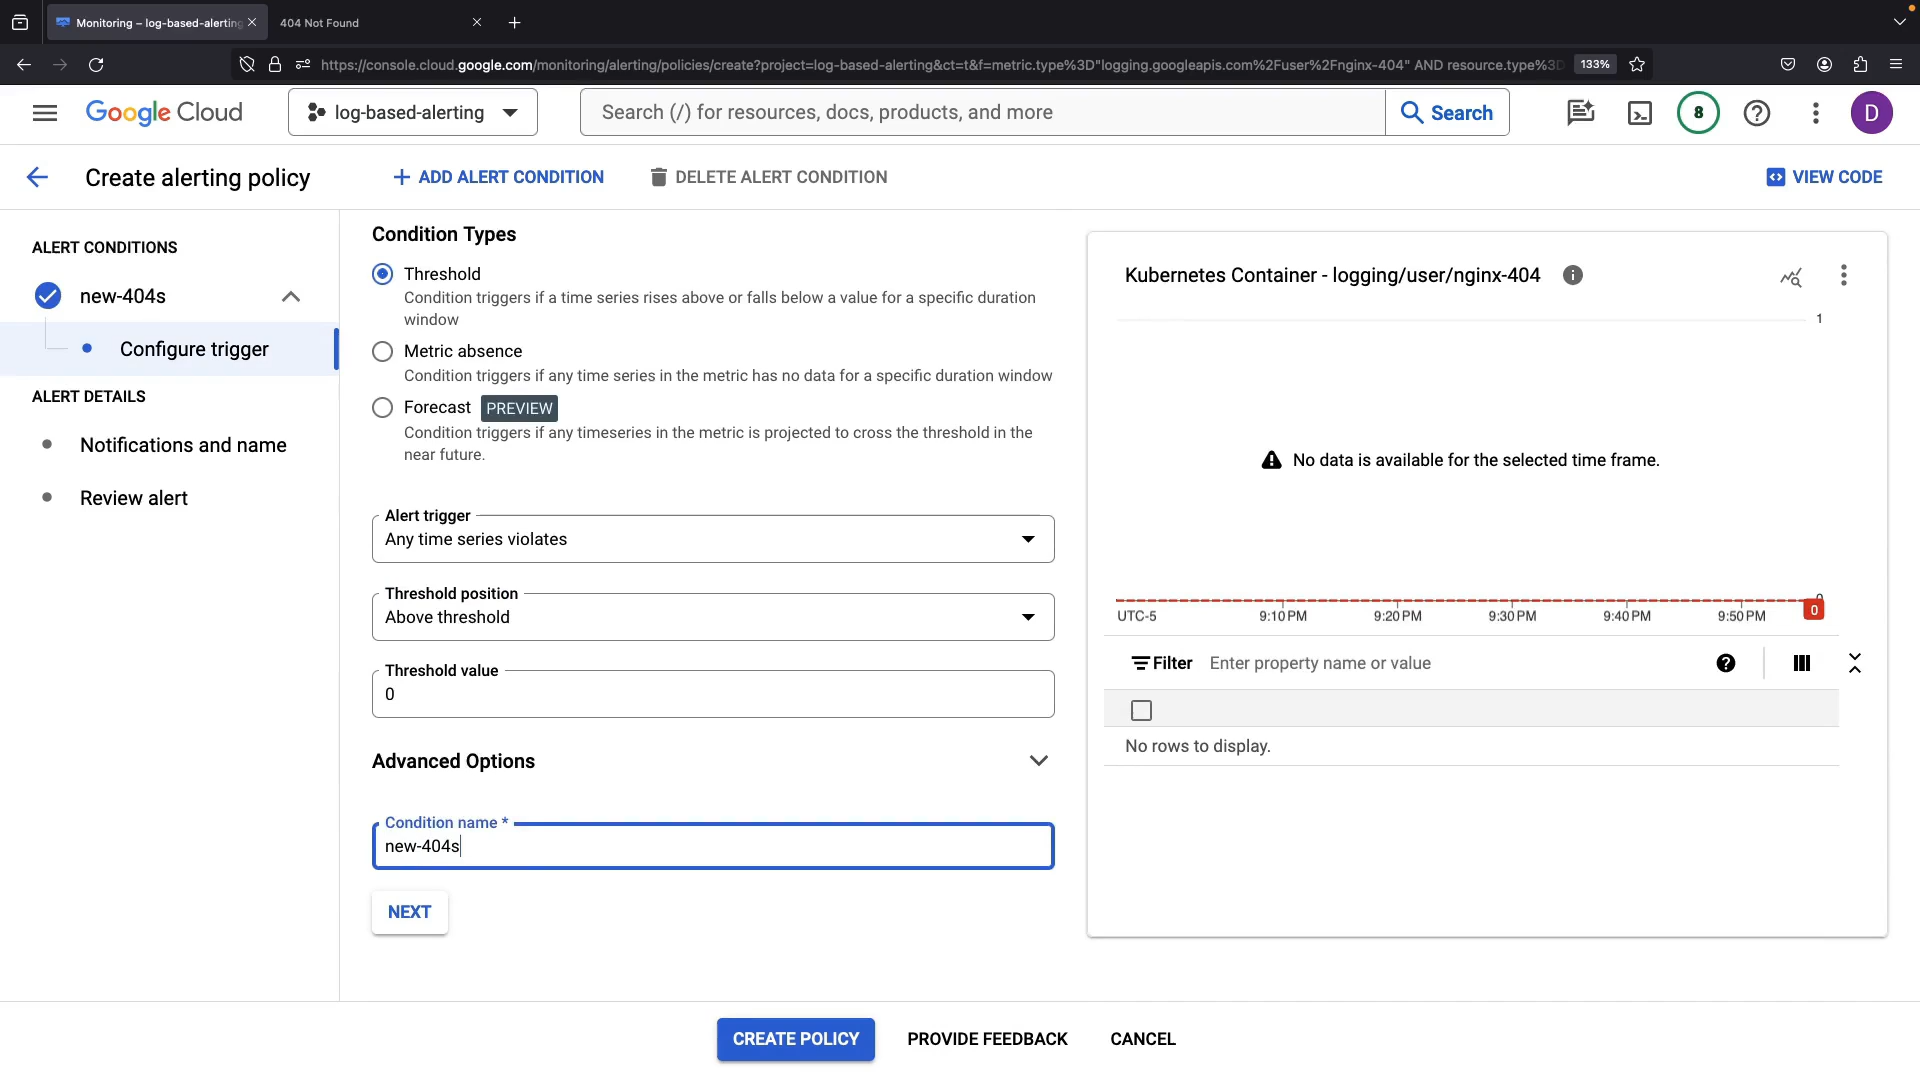 Monitoring – log-based-alerting
404 Not Found
https://console.cloud.google.com/monitoring/alerting/policies/create?project=log-based-alerting&ct=t&f=metric.type%3D"logging.googleapis.com%2Fuser%2Fnginx-404" AND resource.type%3D
133%
Google Cloud
log-based-alerting
Search (/) for resources, docs, products, and more
Search
8
D
Create alerting policy
ADD ALERT CONDITION
DELETE ALERT CONDITION
VIEW CODE
ALERT CONDITIONS
new-404s
Configure trigger
ALERT DETAILS
Notifications and name
Review alert
Condition Types
Threshold
Condition triggers if a time series rises above or falls below a value for a specific duration
window
Metric absence
Condition triggers if any time series in the metric has no data for a specific duration window
Forecast PREVIEW
Condition triggers if any timeseries in the metric is projected to cross the threshold in the
near future.
Alert trigger
Any time series violates
Threshold position
Above threshold
Threshold value
0
Advanced Options
Condition name *
new-404s
NEXT
Kubernetes Container - logging/user/nginx-404
1
No data is available for the selected time frame.
0
UTC-5 9:10 PM 9:20 PM 9:30 PM 9:40 PM 9:50 PM
0
Filter Enter property name or value
No rows to display.
CREATE POLICY
PROVIDE FEEDBACK
CANCEL